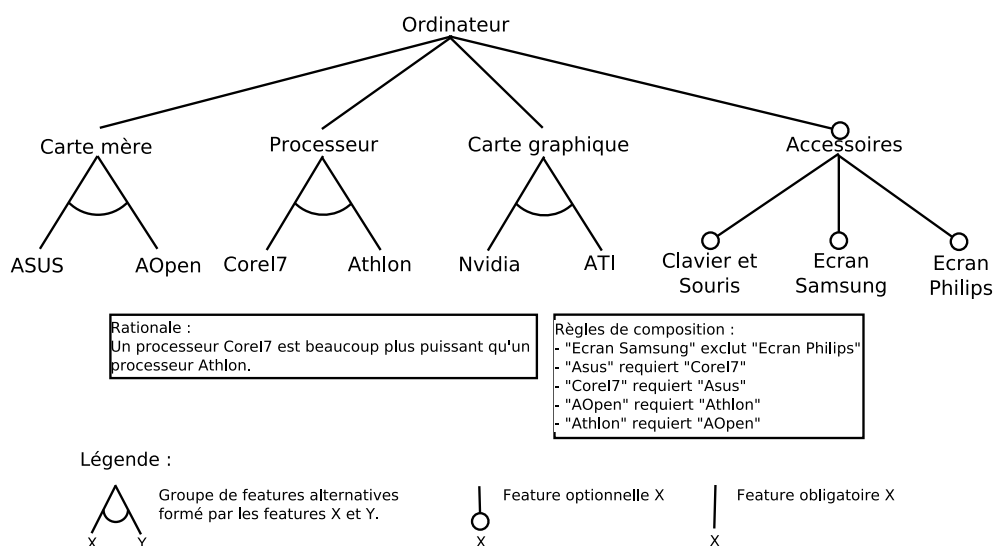 Ordinateur
Carte mère
Processeur
Carte graphique
Accessoires
ASUS
AOpen
CoreI7
Athlon
Nvidia
ATI
Clavier et
Souris
Ecran
Samsung
Ecran
Philips
Rationale :
Un processeur CoreI7 est beaucoup plus puissant qu'un
processeur Athlon.
Règles de composition :
- "Ecran Samsung" exclut "Ecran Philips"
- "Asus" requiert "CoreI7"
- "CoreI7" requiert "Asus"
- "AOpen" requiert "Athlon"
- "Athlon" requiert "AOpen"
Légende :
Groupe de features alternatives
formé par les features X et Y.
X
Y
Feature optionnelle X
X
Feature obligatoire X
X